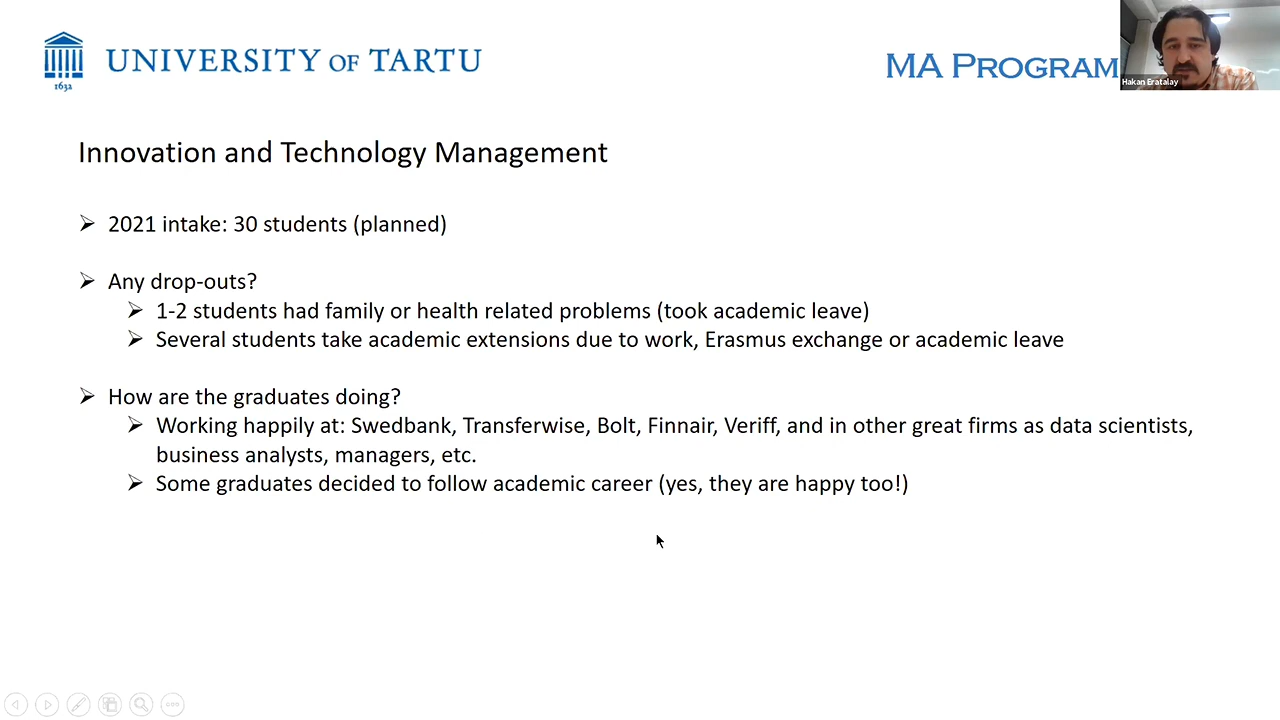 UNIVERSITY OF TARTU
1632
MA PROGRAM
Hakan Eratalay
Innovation and Technology Management
2021 intake: 30 students (planned)
Any drop-outs?
1-2 students had family or health related problems (took academic leave)
Several students take academic extensions due to work, Erasmus exchange or academic leave
How are the graduates doing?
Working happily at: Swedbank, Transferwise, Bolt, Finnair, Veriff, and in other great firms as data scientists,
business analysts, managers, etc.
Some graduates decided to follow academic career (yes, they are happy too!)